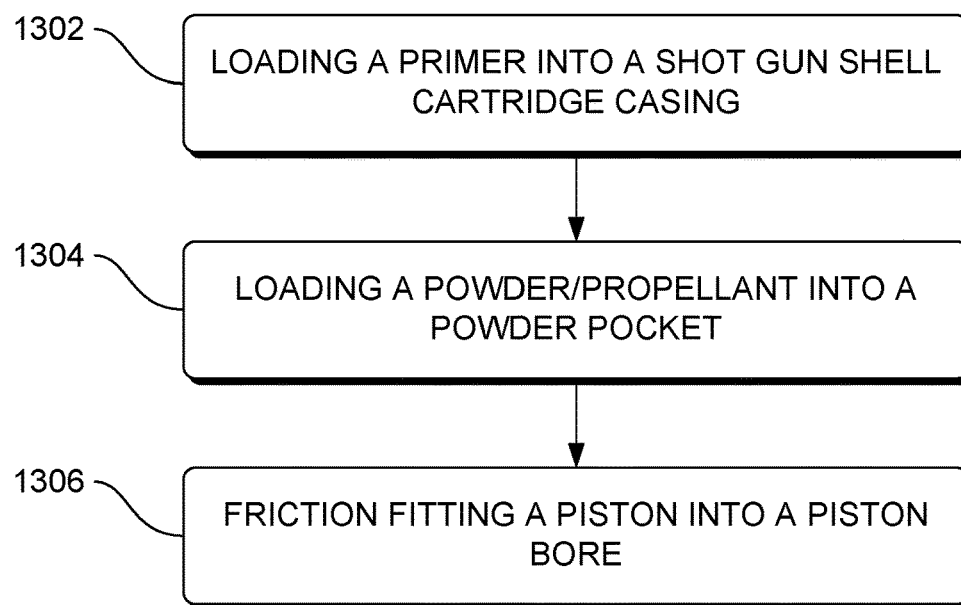 1302
LOADING A PRIMER INTO A SHOT GUN SHELL
CARTRIDGE CASING
1304
LOADING A POWDER/PROPELLANT INTO A
POWDER POCKET
1306
FRICTION FITTING A PISTON INTO A PISTON
BORE